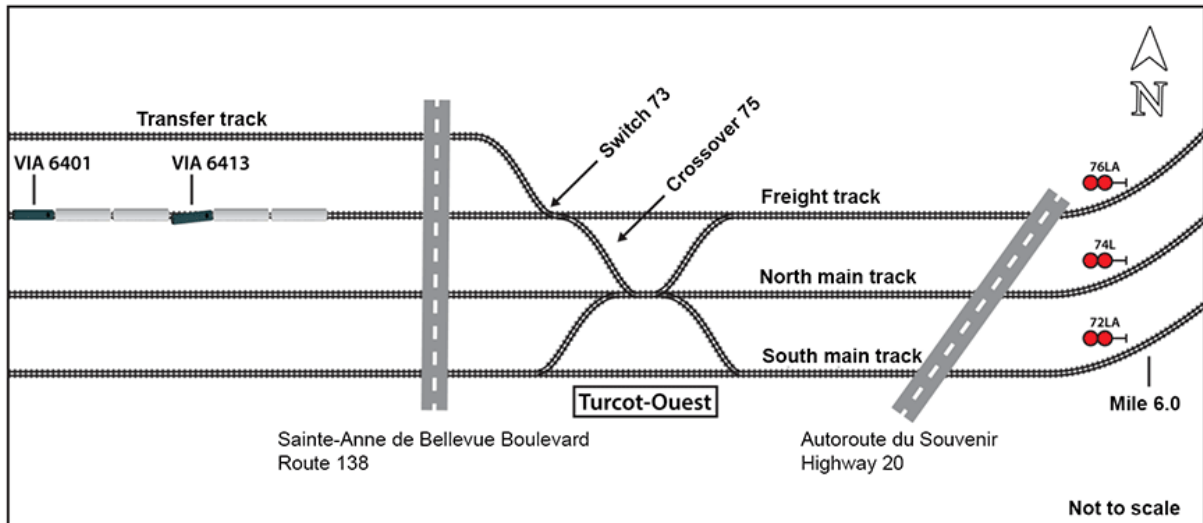 Transfer track
VIA 6401
VIA 6413
Switch 73
Crossover 75
N
76LA
Freight track
74L
North main track
72LA
South main track
Turcot-Ouest
Mile 6.0
Sainte-Anne de Bellevue Boulevard
Route 138
Autoroute du Souvenir
Highway 20
Not to scale